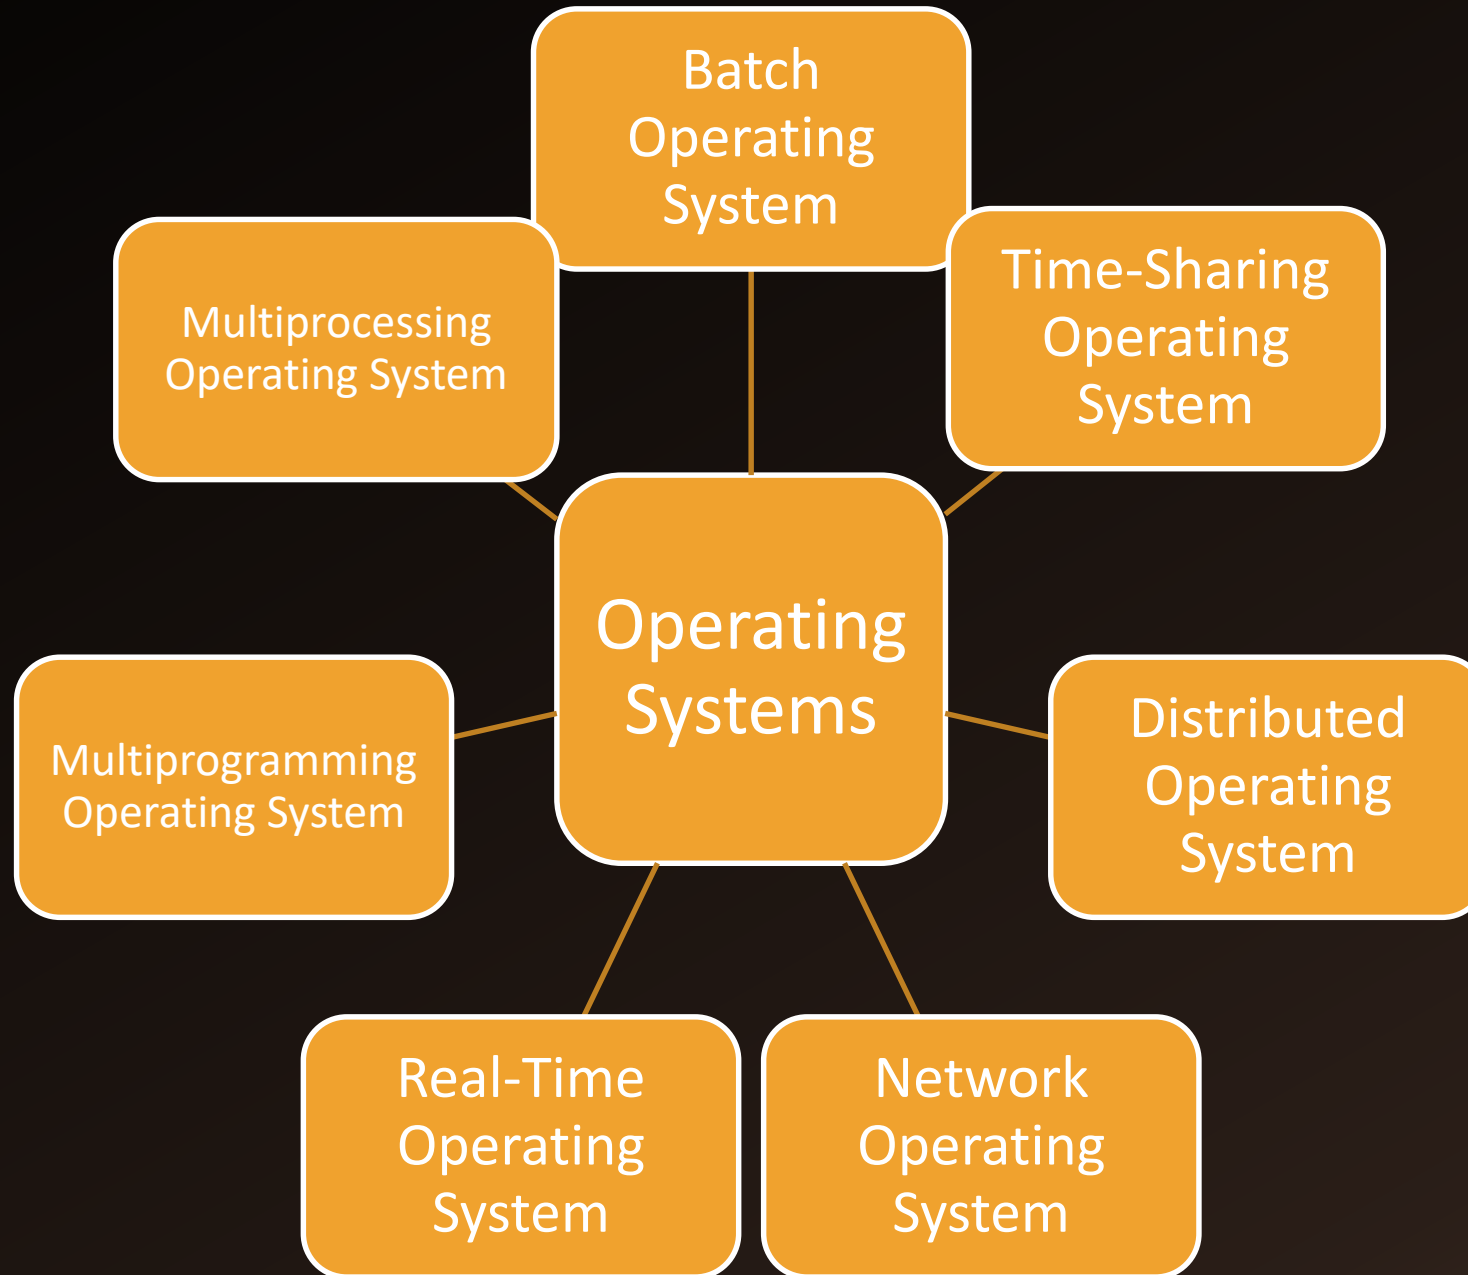 Batch
Operating
System
Time-Sharing
Operating
System
Distributed
Operating
System
Network
Operating
System
Real-Time
Operating
System
Multiprogramming
Operating System
Multiprocessing
Operating System
Operating
Systems